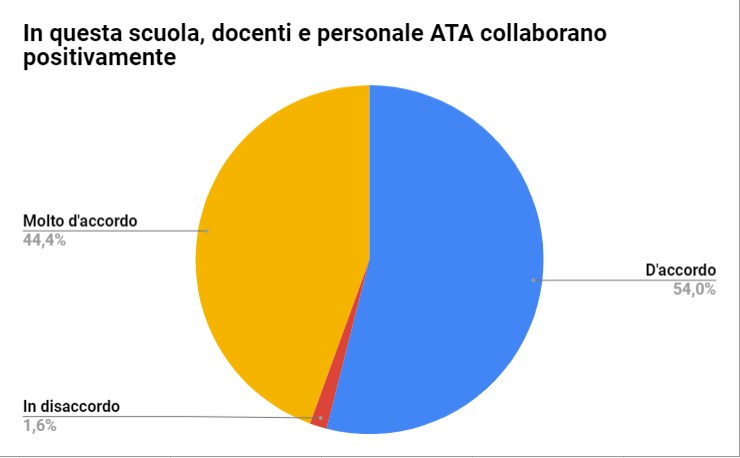 In questa scuola, docenti e personale ATA collaborano
positivamente
Molto d'accordo
44,4%
D'accordo
54,0%
In disaccordo
1,6%